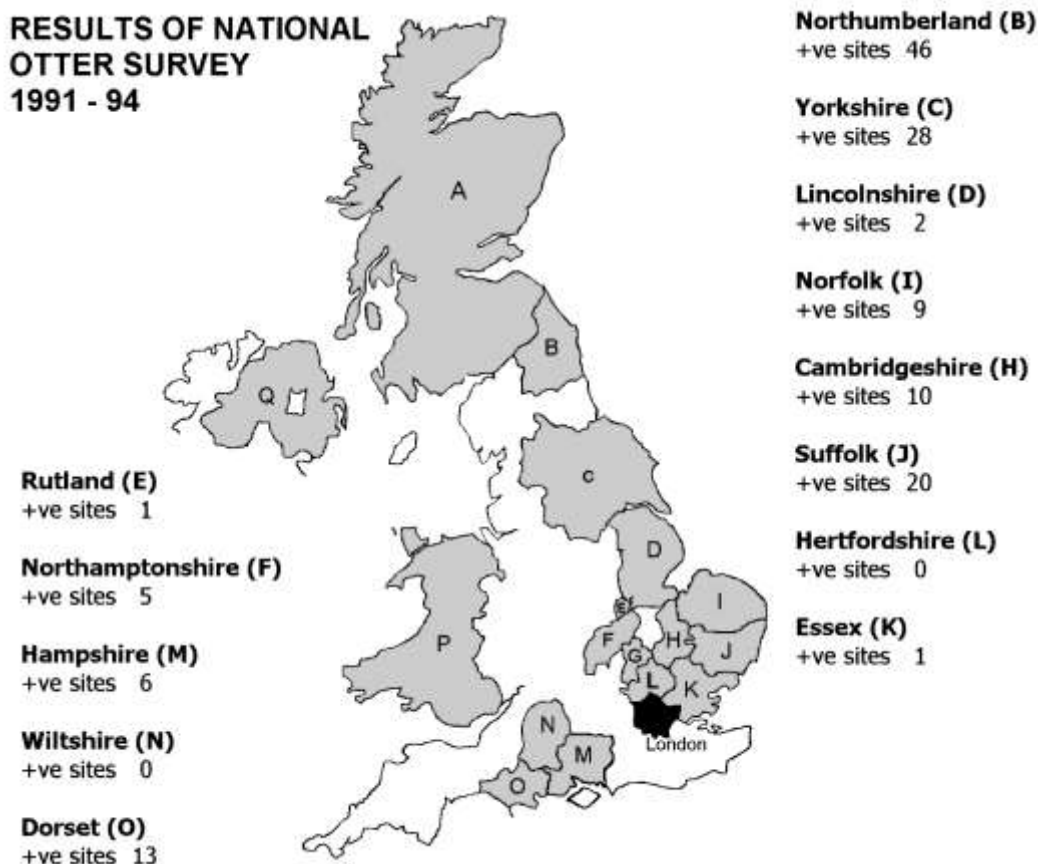 RESULTS OF NATIONAL
OTTER SURVEY
1991 - 94
Northumberland (B)
+ve sites 46
Yorkshire (C)
+ve sites 28
Lincolnshire (D)
+ve sites 2
Norfolk (I)
+ve sites 9
Cambridgeshire (H)
+ve sites 10
Suffolk (J)
+ve sites 20
Hertfordshire (L)
+ve sites 0
Essex (K)
+ve sites 1
Rutland (E)
+ve sites 1
Northamptonshire (F)
+ve sites 5
Hampshire (M)
+ve sites 6
Wiltshire (N)
+ve sites 0
Dorset (O)
+ve sites 13
A
B
Q
c
D
E
I
F
H
G
J
P
L
K
N
M
London
O